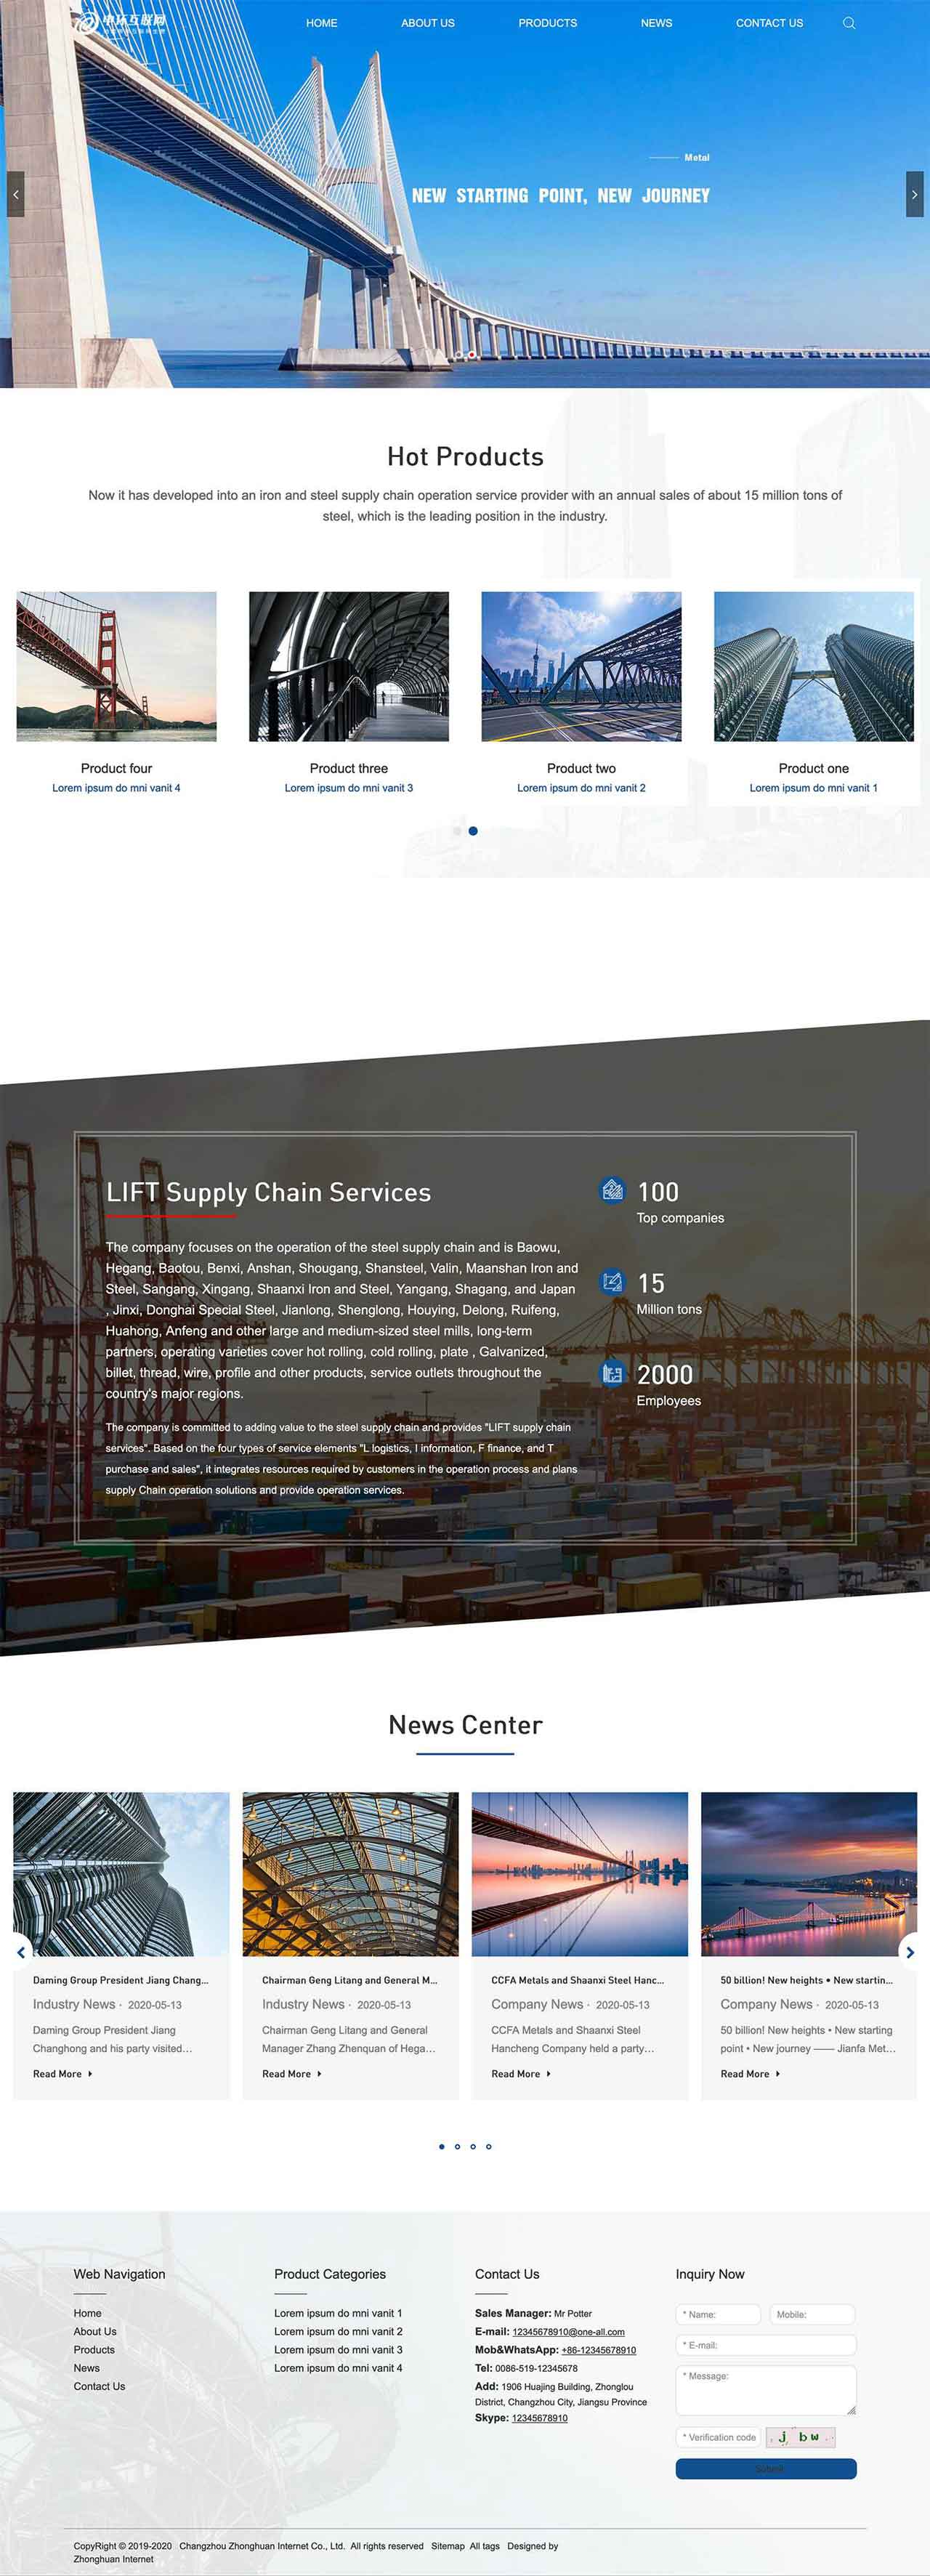 中环互联网
HOME
ABOUT US
PRODUCTS
NEWS
CONTACT US
Metal
NEW STARTING POINT, NEW JOURNEY
Hot Products
Now it has developed into an iron and steel supply chain operation service provider with an annual sales of about 15 million tons of
steel, which is the leading position in the industry.
Product four
Lorem ipsum do mni vanit 4
Product three
Lorem ipsum do mni vanit 3
Product two
Lorem ipsum do mni vanit 2
Product one
Lorem ipsum do mni vanit 1
LIFT Supply Chain Services
The company focuses on the operation of the steel supply chain and is Baowu,
Hegang, Baotou, Benxi, Anshan, Shougang, Shansteel, Valin, Maanshan Iron and
Steel, Sangang, Xingang, Shaanxi Iron and Steel, Yangang, Shagang, and Japan
, Jinxi, Donghai Special Steel, Jianlong, Shenglong, Houying, Delong, Ruifeng,
Huahong, Anfeng and other large and medium-sized steel mills, long-term
partners, operating varieties cover hot rolling, cold rolling, plate , Galvanized,
billet, thread, wire, profile and other products, service outlets throughout the
country's major regions.
The company is committed to adding value to the steel supply chain and provides "LIFT supply chain
services". Based on the four types of service elements "L logistics, I information, F finance, and T
purchase and sales", it integrates resources required by customers in the operation process and plans
supply Chain operation solutions and provide operation services.
100
Top companies
15
Million tons
2000
Employees
News Center
Daming Group President Jiang Chang...
Industry News · 2020-05-13
Daming Group President Jiang
Changhong and his party visited…
Read More
Chairman Geng Litang and General M...
Industry News · 2020-05-13
Chairman Geng Litang and General
Manager Zhang Zhenquan of Hega…
Read More
CCFA Metals and Shaanxi Steel Hanc...
Company News · 2020-05-13
CCFA Metals and Shaanxi Steel
Hancheng Company held a party…
Read More
50 billion! New heights • New startin...
Company News · 2020-05-13
50 billion! New heights • New starting
point • New journey —— Jianfa Met…
Read More
Web Navigation
Home
About Us
Products
News
Contact Us
Product Categories
Lorem ipsum do mni vanit 1
Lorem ipsum do mni vanit 2
Lorem ipsum do mni vanit 3
Lorem ipsum do mni vanit 4
Contact Us
Sales Manager: Mr Potter
E-mail: 12345678910@one-all.com
Mob&WhatsApp: +86-12345678910
Tel: 0086-519-12345678
Add: 1906 Huajing Building, Zhonglou
District, Changzhou City, Jiangsu Province
Skype: 12345678910
Inquiry Now
* Name:
Mobile:
* E-mail:
* Message:
* Verification code
j b w
Submit
CopyRight © 2019-2020 Changzhou Zhonghuan Internet Co., Ltd. All rights reserved Sitemap All tags Designed by
Zhonghuan Internet